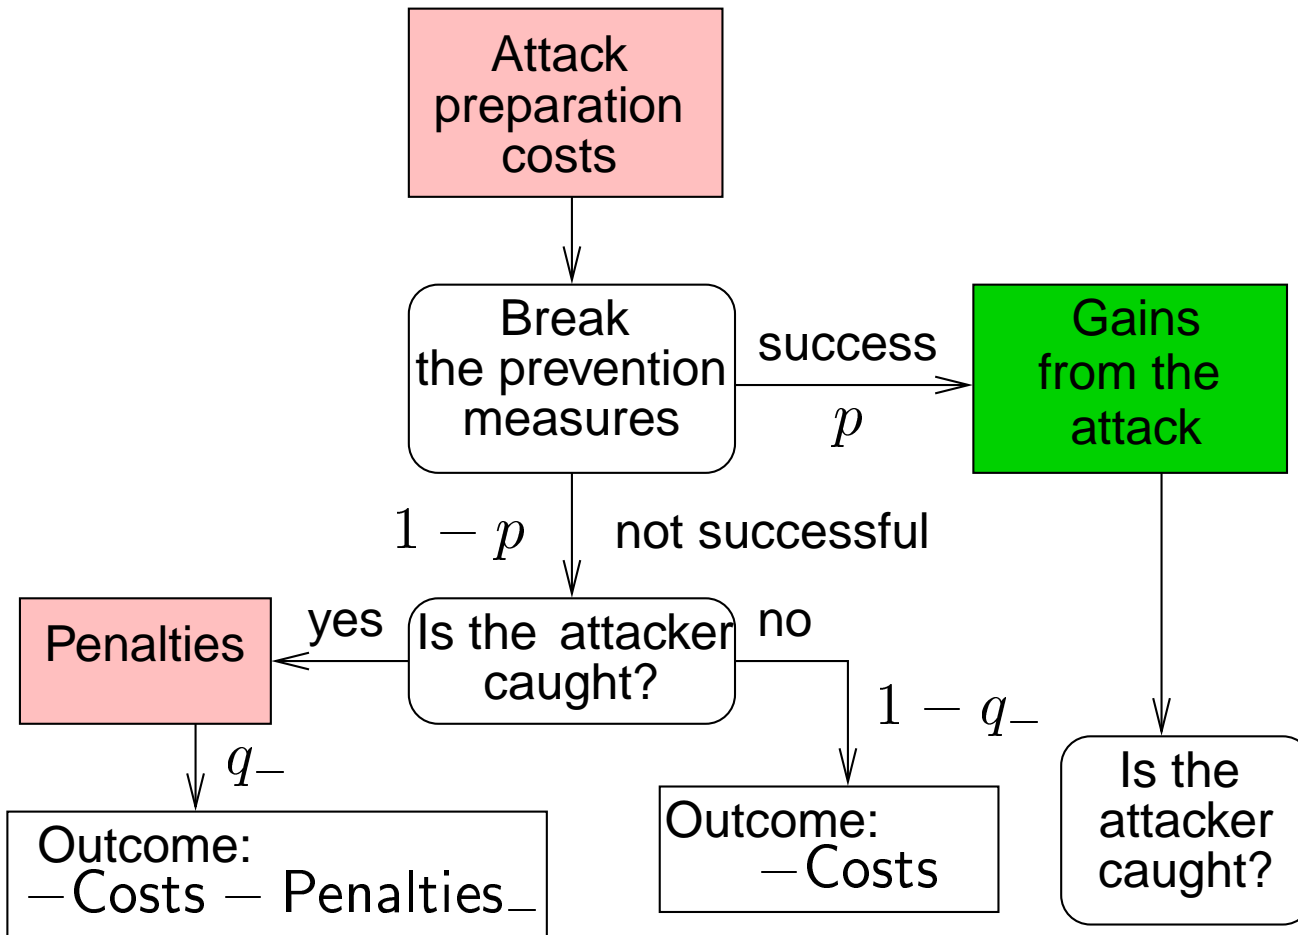 Attack
preparation
costs
Break
the prevention
measures
success
p
Gains
from the
attack
1 − p
not successful
Penalties
yes
Is the attacker
caught?
no
1 − q₋
q₋
Is the
attacker
caught?
Outcome:
−Costs − Penalties₋
Outcome:
−Costs